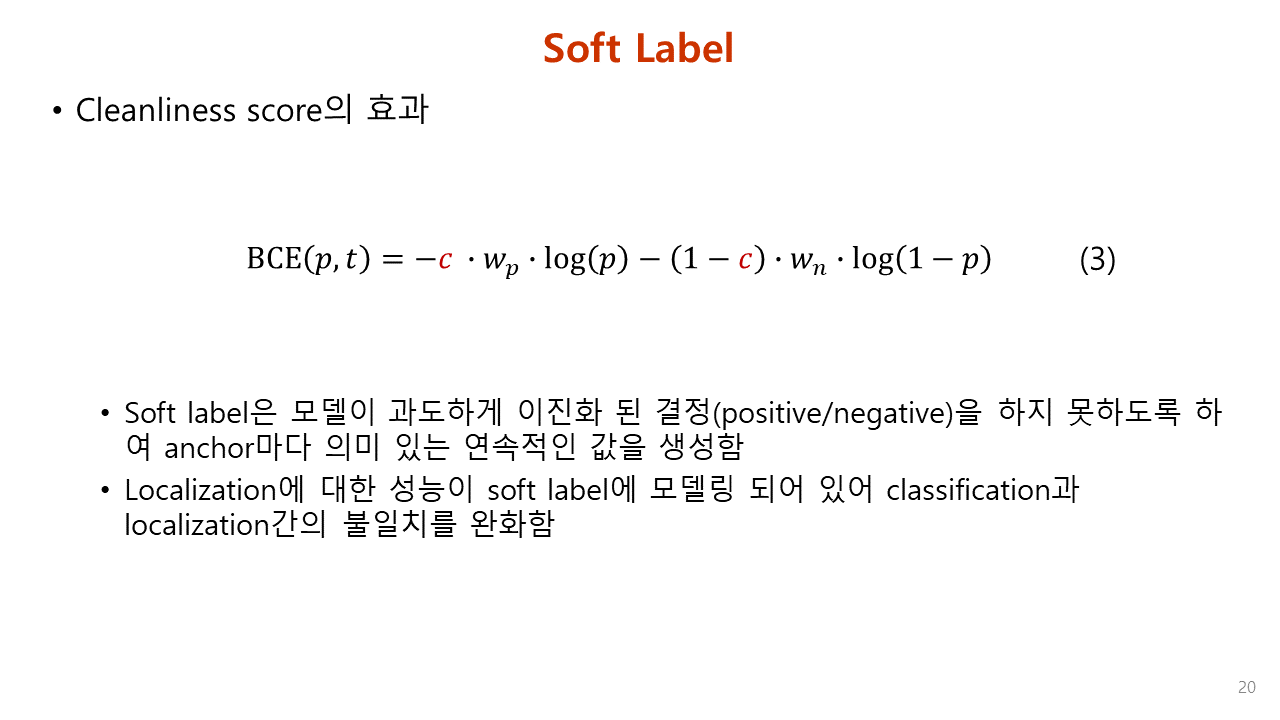 Soft Label
• Cleanliness score의 효과
BCE(p, t) = −c · w_p · log(p) − (1 − c) · w_n · log(1 − p) (3)
• Soft label은 모델이 과도하게 이진화 된 결정(positive/negative)을 하지 못하도록 하
여 anchor마다 의미 있는 연속적인 값을 생성함
• Localization에 대한 성능이 soft label에 모델링 되어 있어 classification과
localization간의 불일치를 완화함
20